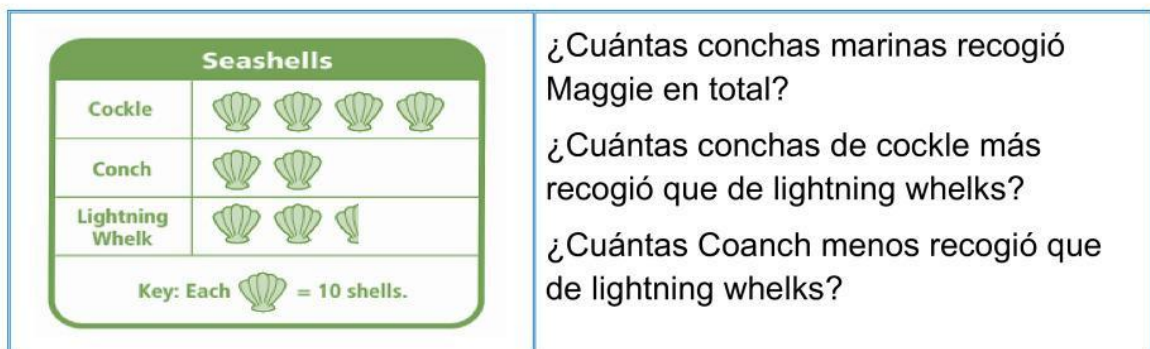 Seashells
Cockle
Conch
Lightning
Whelk
Key: Each = 10 shells.
¿Cuántas conchas marinas recogió
Maggie en total?
¿Cuántas conchas de cockle más
recogió que de lightning whelks?
¿Cuántas Coanch menos recogió que
de lightning whelks?